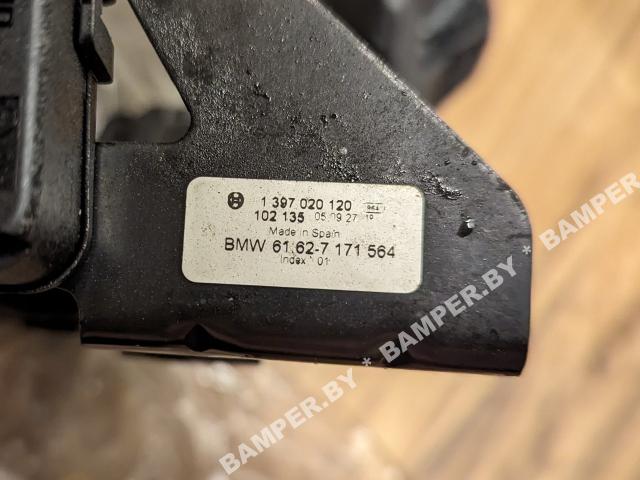 1 397 020 120
102 135 05 09 27
Made in Spain
BMW 61.62-7 171 564
Index 01
BAMPER.BY * BAMPER.BY * BAMPER.BY * BAMPER.BY